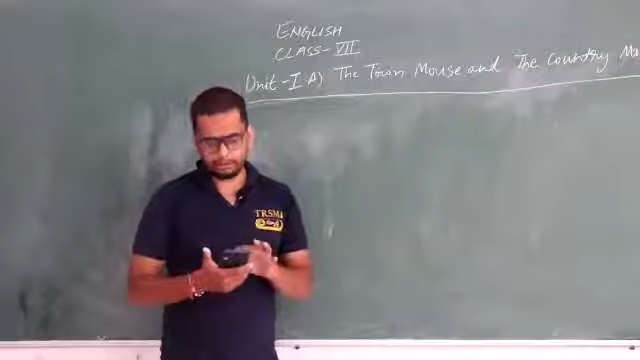 ENGLISH
CLASS-VII
Unit-I A) The Town Mouse and The Country
TRSMA